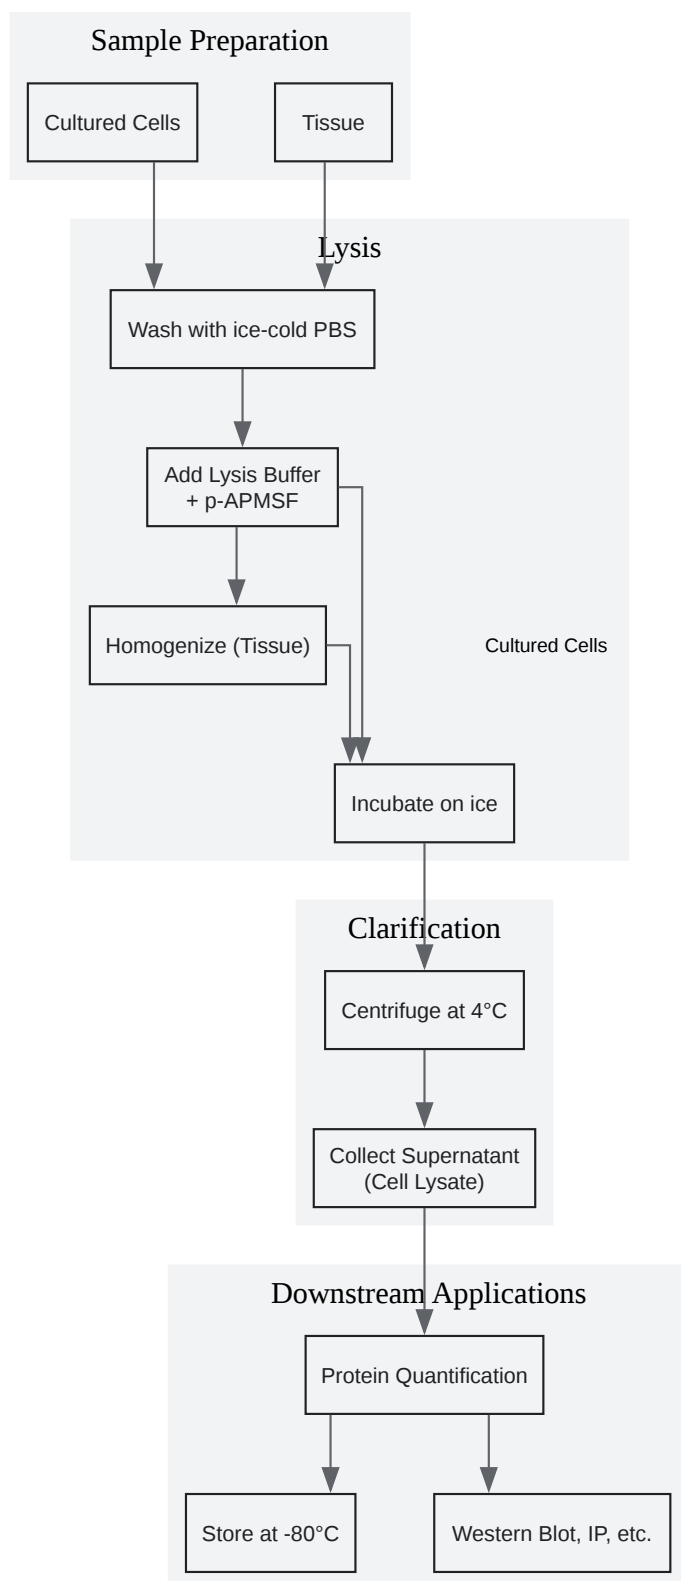 Sample Preparation
Cultured Cells
Tissue
Lysis
Wash with ice-cold PBS
Add Lysis Buffer
+ p-APMSF
Homogenize (Tissue)
Cultured Cells
Incubate on ice
Clarification
Centrifuge at 4°C
Collect Supernatant
(Cell Lysate)
Downstream Applications
Protein Quantification
Store at -80°C
Western Blot, IP, etc.